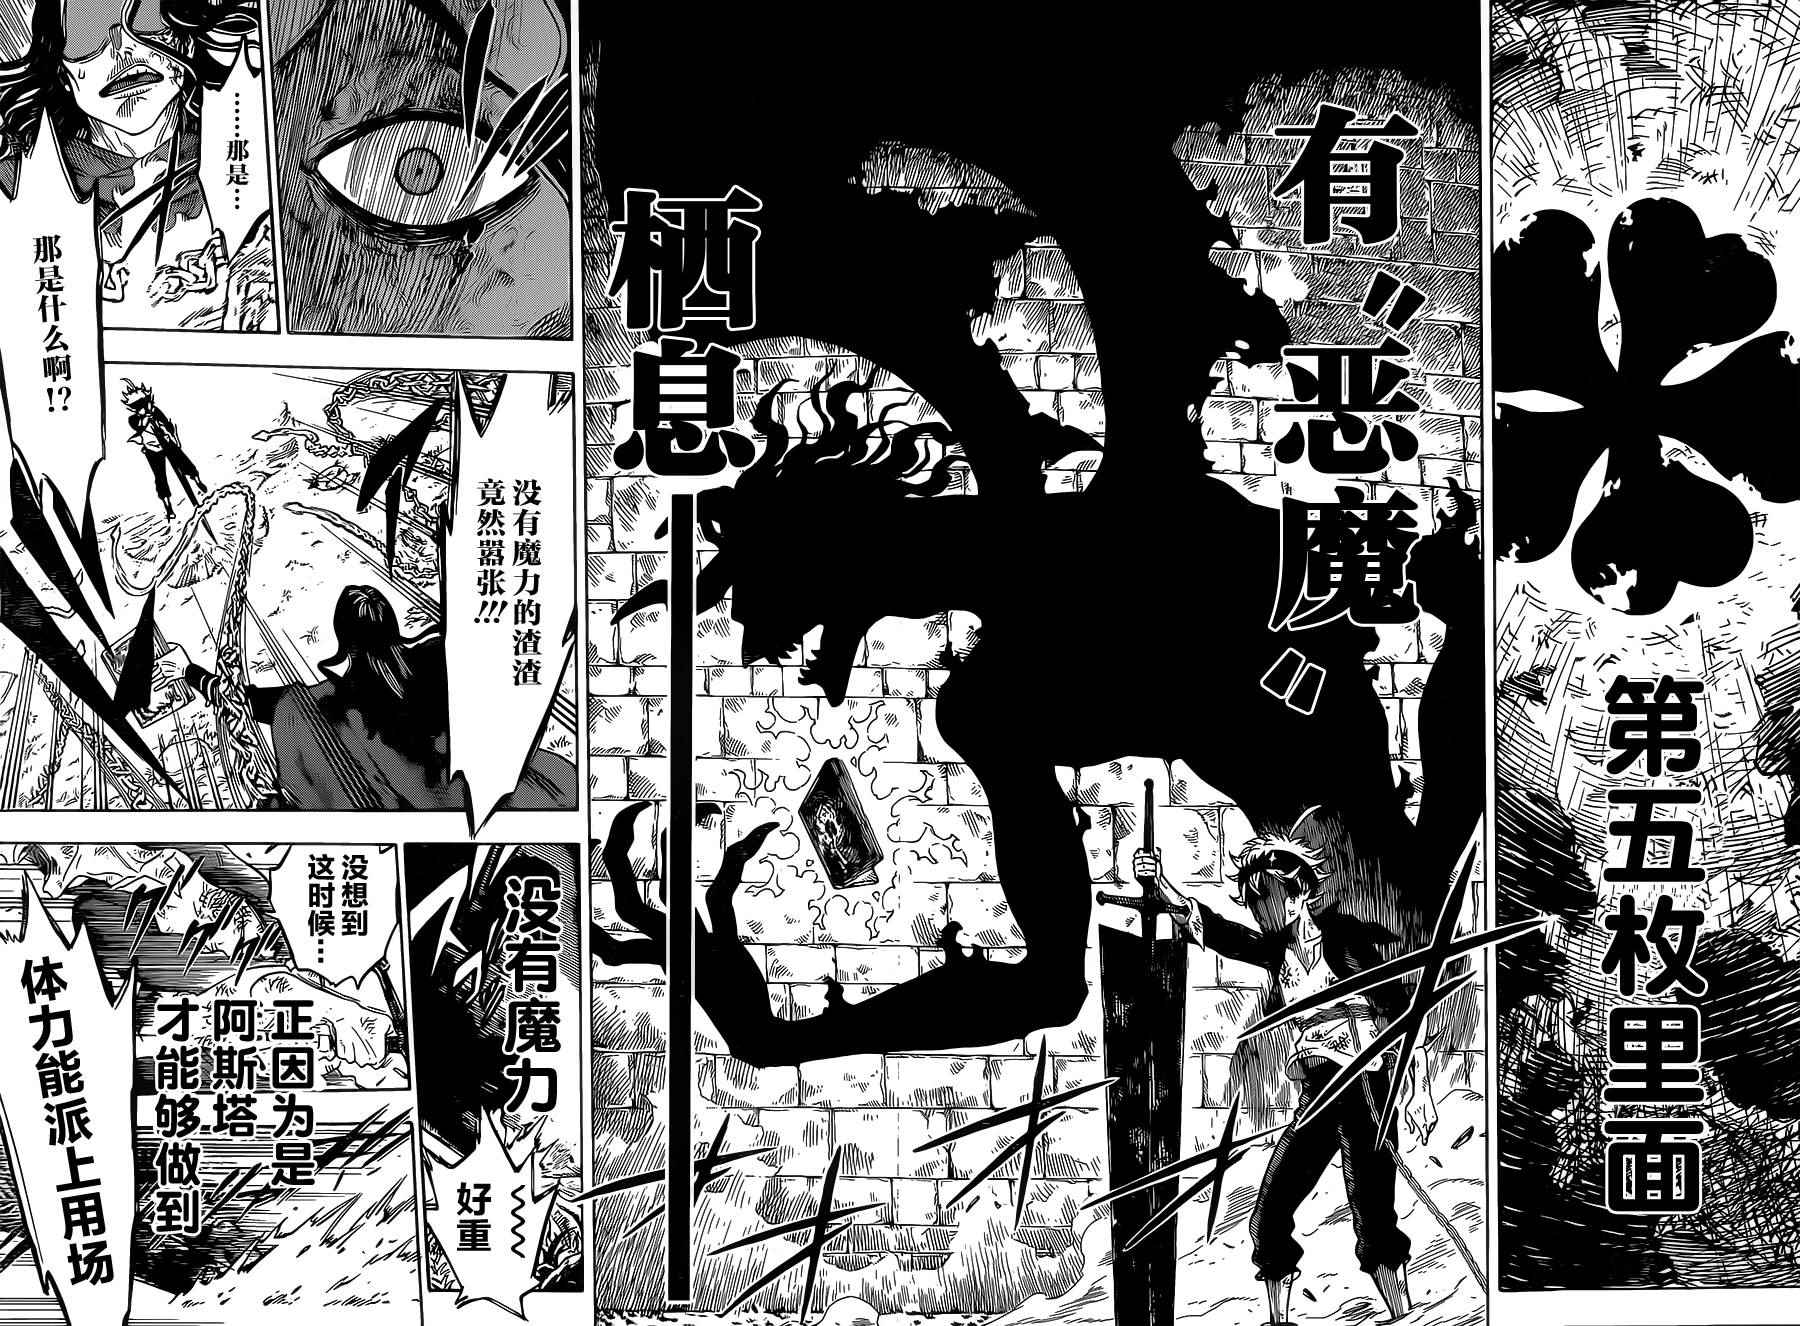 第五枚里面
有
“恶魔”
栖息——
……那是…
那是什么啊!?
没有魔力的渣渣
竟然嚣张!!!
没有魔力
好重
没想到
这时候…
正因为是
阿斯塔
才能够做到
体力能派上用场